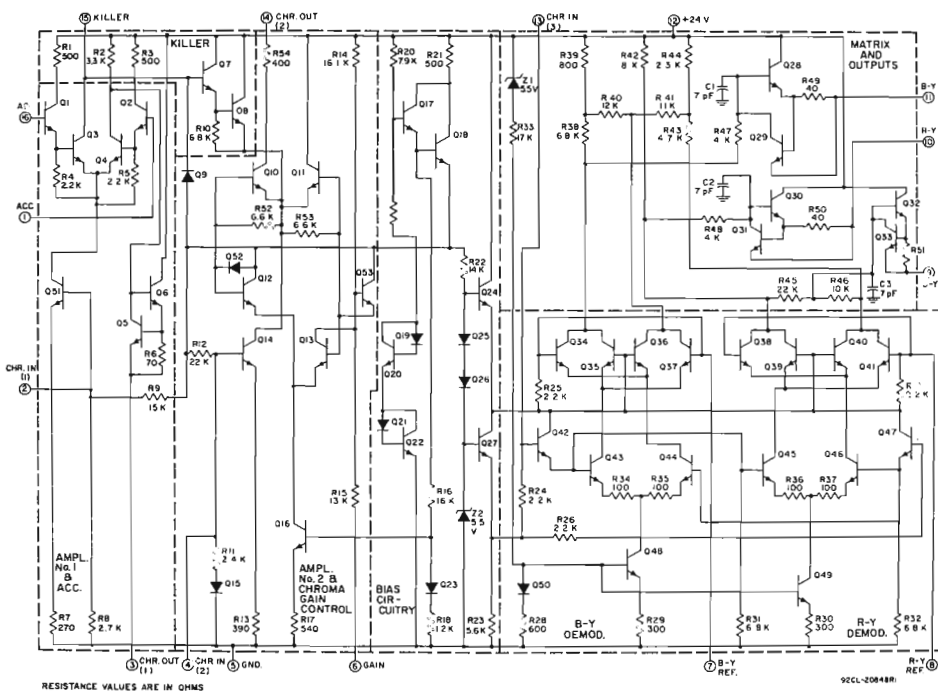 15 KILLER
14 CHR. OUT (2)
13 CHR IN (3)
12 +24 V
R1 500
R2 3.3K
R3 500
KILLER
R54 400
R14 16.1 K
R20 7.9K
R21 500
R39 800
R42 8 K
R44 2.3 K
MATRIX AND OUTPUTS
Q7
Z1 5.5V
C1 7 pF
Q28
R49 40
B-Y
11
Q1
Q2
Q8
Q17
R40 12K
R41 11K
16
Q3
R10 6.8 K
Q18
R33 17K
R38 6.8 K
R43 4.7 K
R47 4 K
Q29
R-Y
10
Q4
R4 2.2K
R5 2.2 K
Q9
Q10
Q11
C2 7 pF
Q30
Q32
ACC
1
R52 6.6 K
R53 6.6 K
R48 4 K
Q31
R50 40
Q33
R51
Q52
R22 14K
Q51
Q6
Q12
Q53
Q24
R45 22 K
R46 10 K
C3 7pF
9
Q5
Q14
Q13
Q19
Q25
Q34
Q36
Q38
Q40
R6 70
R12 22 K
Q20
Q35
Q37
Q39
Q41
CHR. IN (1)
2
R9 15 K
Q26
R25 2.2 K
Q21
Q22
Q27
Q42
Q43
Q44
Q45
Q46
Q47
R34 100
R35 100
R36 100
R37 100
R15 13 K
R16 16 K
Z2 5.5 V
R24 2.2 K
R26 2.2 K
Q16
AMPL. No.1 & ACC.
R11 2.4 K
Q15
AMPL. No. 2 & CHROMA GAIN CONTROL
BIAS CIR-CUITRY
Q23
Q50
Q48
Q49
R7 270
R8 2.7 K
R13 390
R17 540
R18 1.2 K
R23 5.6K
R28 600
B-Y DEMOD.
R29 300
R31 6.8 K
R30 300
R-Y DEMOD.
R32 6.8 K
3 CHR. OUT (1)
4 CHR IN (2)
5 GND.
6 GAIN
7 B-Y REF.
R-Y REF. 8
RESISTANCE VALUES ARE IN OHMS
92CL-20848R1